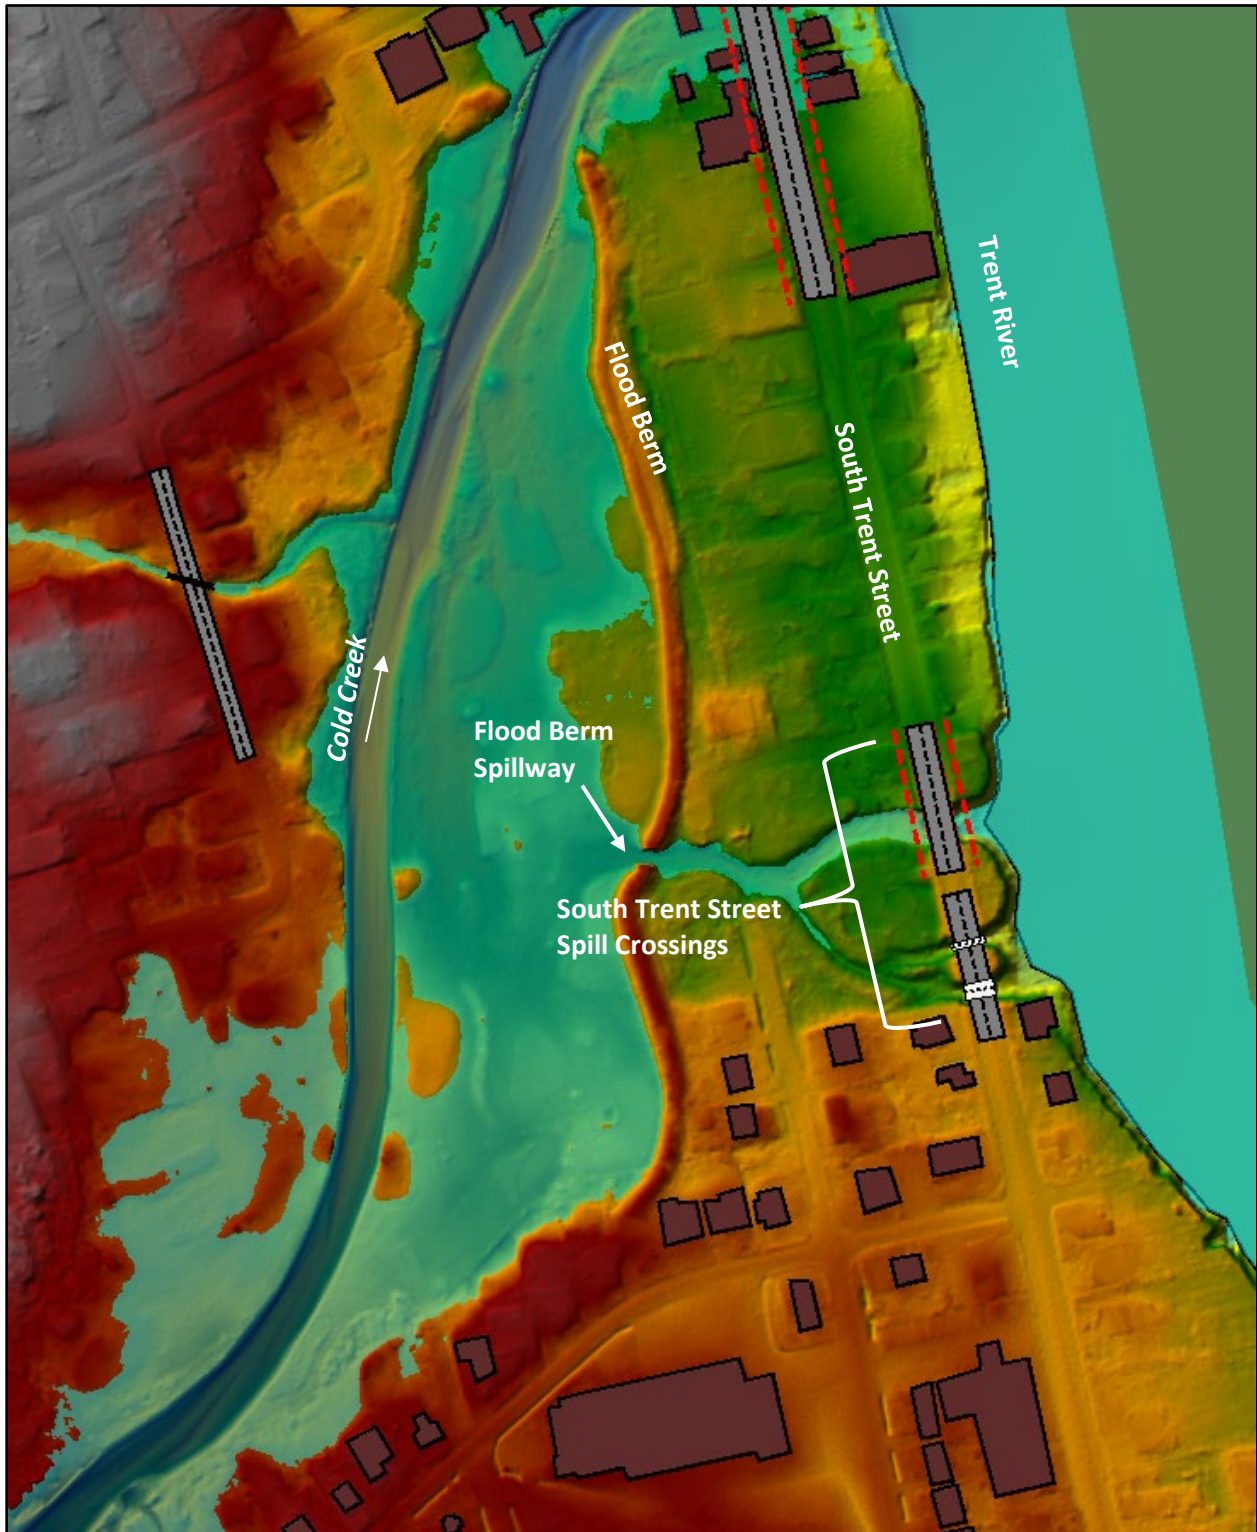 Trent River
Flood Berm
South Trent Street
Cold Creek
Flood Berm
Spillway
South Trent Street
Spill Crossings